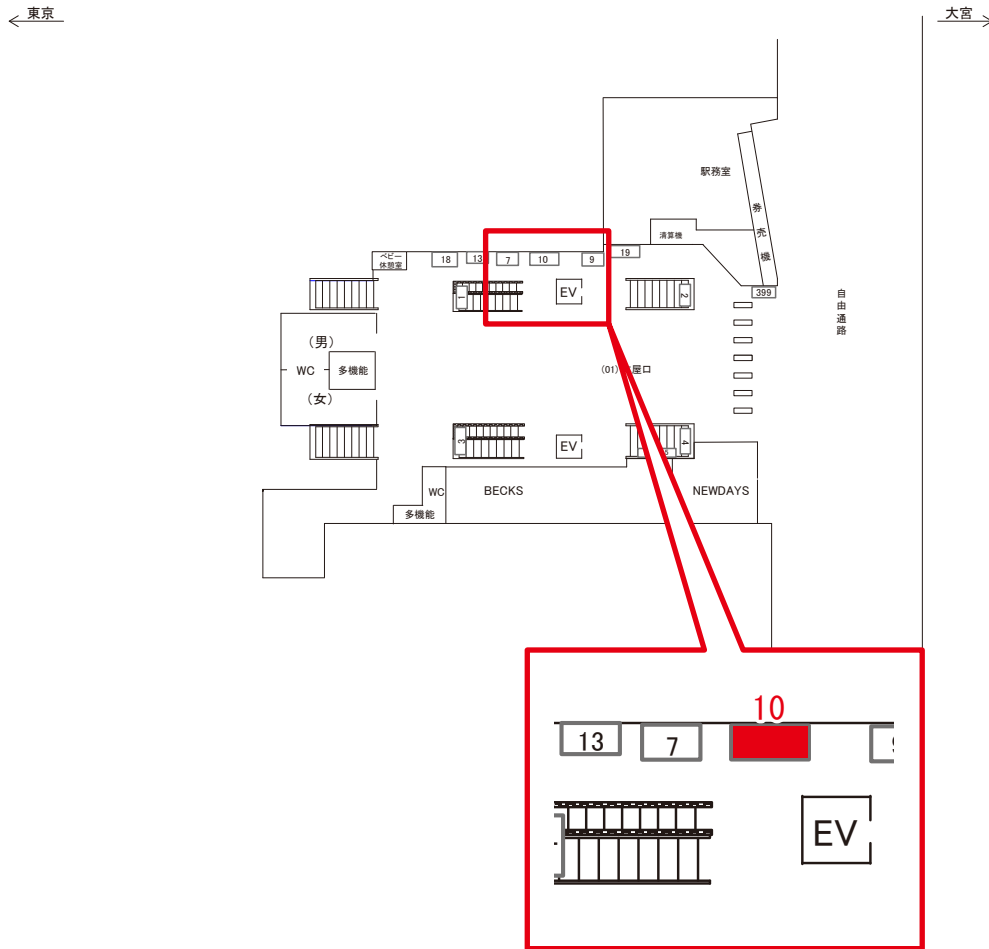 東京
大宮
駅務室
券売機
清算機
ベビー
休憩室
18
13
7
10
9
19
399
1
EV
2
自由通路
(男)
WC
多機能
(女)
(01)
屋口
3
EV
4
WC
BECKS
NEWDAYS
多機能
10
13
7
EV